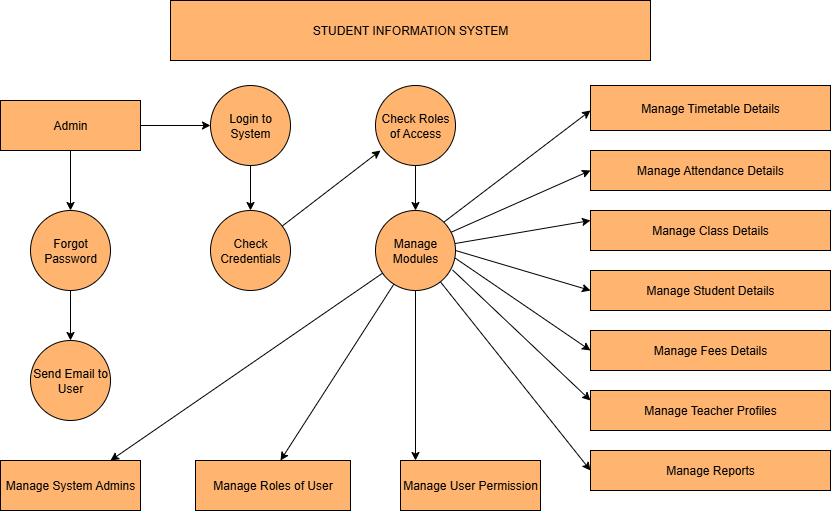 STUDENT INFORMATION SYSTEM
Admin
Login to
System
Check Roles
of Access
Manage Timetable Details
Manage Attendance Details
Forgot
Password
Check
Credentials
Manage
Modules
Manage Class Details
Manage Student Details
Manage Fees Details
Send Email to
User
Manage Teacher Profiles
Manage Reports
Manage System Admins
Manage Roles of User
Manage User Permission